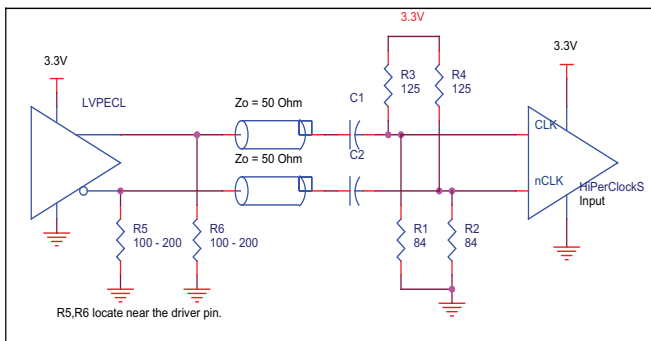 3.3V
3.3V
3.3V
LVPECL
R3
125
R4
125
Zo = 50 Ohm
C1
CLK
Zo = 50 Ohm
C2
nCLK
HiPerClockS
Input
R5
100 - 200
R6
100 - 200
R1
84
R2
84
R5,R6 locate near the driver pin.